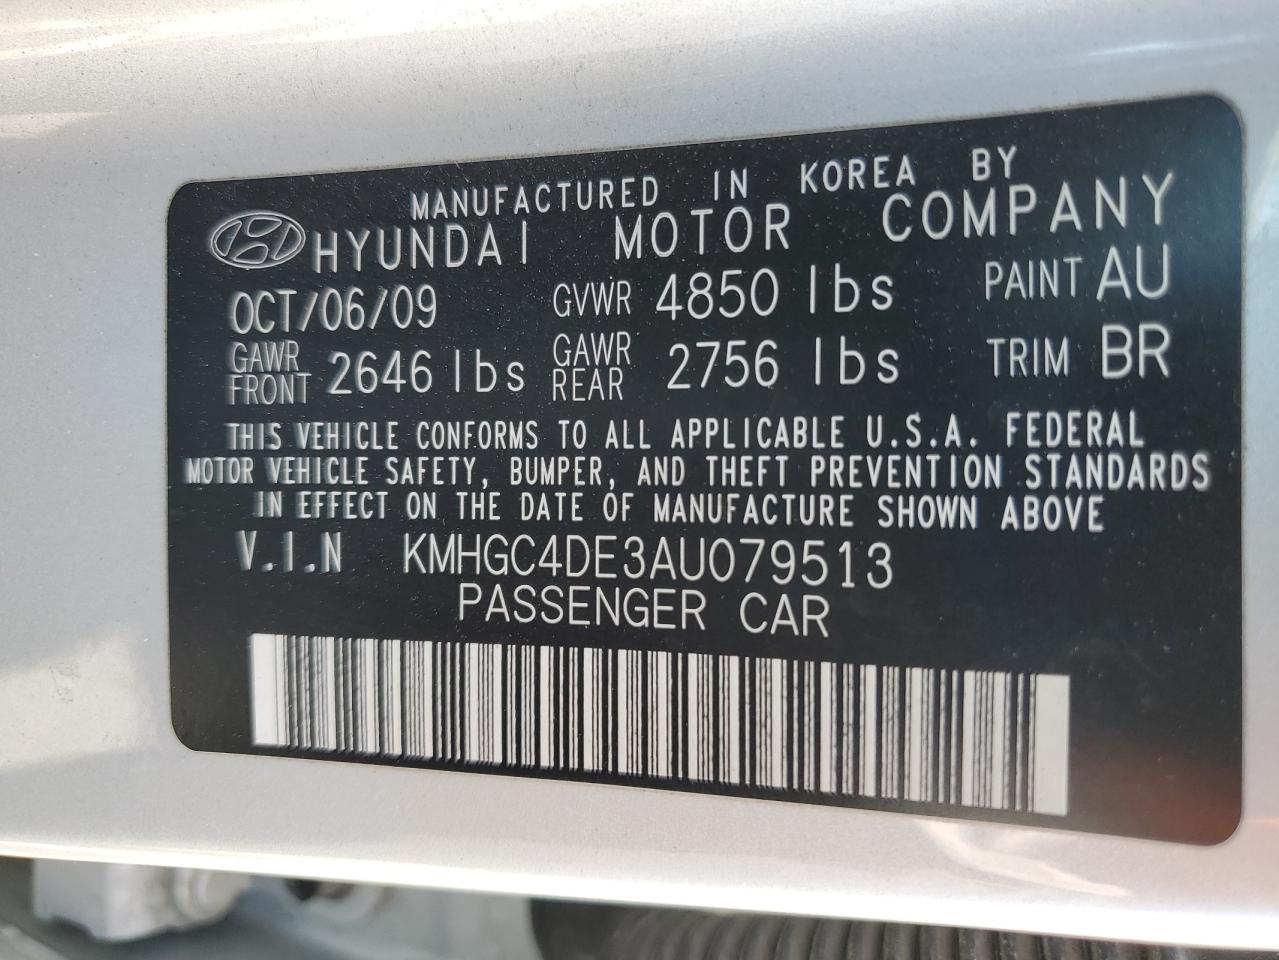 MANUFACTURED IN KOREA BY
HYUNDAI MOTOR COMPANY
OCT/06/09 GVWR 4850 lbs PAINT AU
GAWR FRONT 2646 lbs GAWR REAR 2756 lbs TRIM BR
THIS VEHICLE CONFORMS TO ALL APPLICABLE U.S.A. FEDERAL
MOTOR VEHICLE SAFETY, BUMPER, AND THEFT PREVENTION STANDARDS
IN EFFECT ON THE DATE OF MANUFACTURE SHOWN ABOVE
V.I.N KMHGC4DE3AU079513
PASSENGER CAR